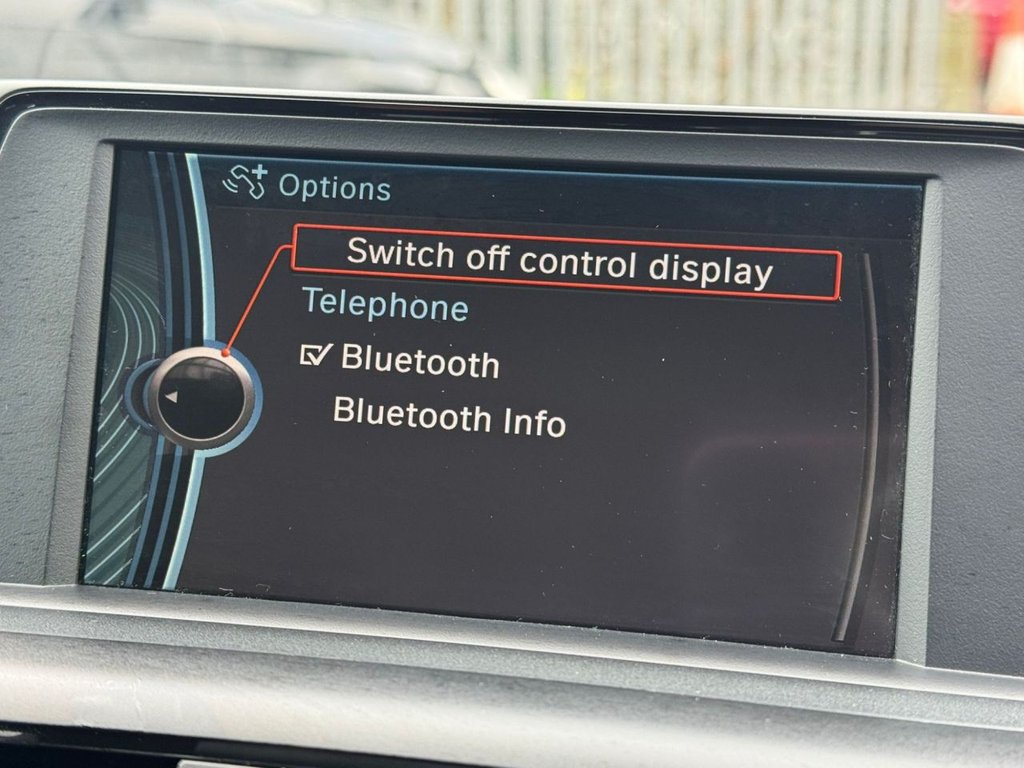 Options
Switch off control display
Telephone
Bluetooth
Bluetooth Info